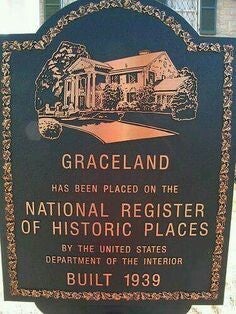 GRACELAND
HAS BEEN PLACED ON THE
NATIONAL REGISTER
OF HISTORIC PLACES
BY THE UNITED STATES
DEPARTMENT OF THE INTERIOR
BUILT 1939